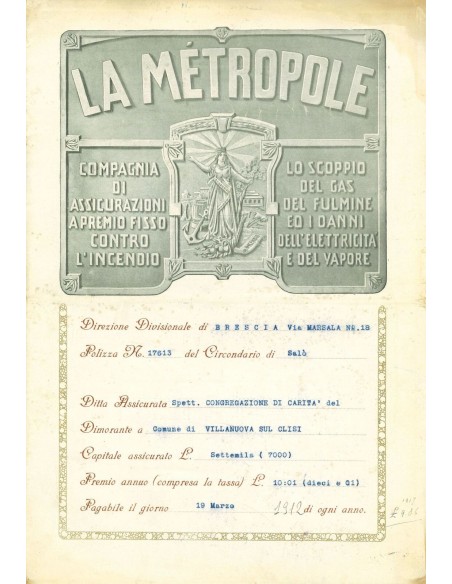 LA MÉTROPOLE
COMPAGNIA
DI
ASSIGURAZIONI
A PREMIO FISSO
CONTRO
L'INCENDIO
LO SCOPPIO
DEL GAS
DEL FULMINE
ED I DANNI
DELL'ELETTRICITÀ
E DEL VAPORE
Direzione Divisionale di BRESCIA Via MASSALA N°.18
Polizza N. 17613 del Circondario di Salò
Ditta Assicurata Spett. CONGREGAZIONE DI CARITA' del
Dimorante a Comune di VILLANUOVA SUL CLISI
Capitale assicurato L. Settemila ( 7000)
Premio annuo (compresa la tassa) L. 10:01 (dieci e 01)
Pagabile il giorno 19 Marzo 1912 di ogni anno.